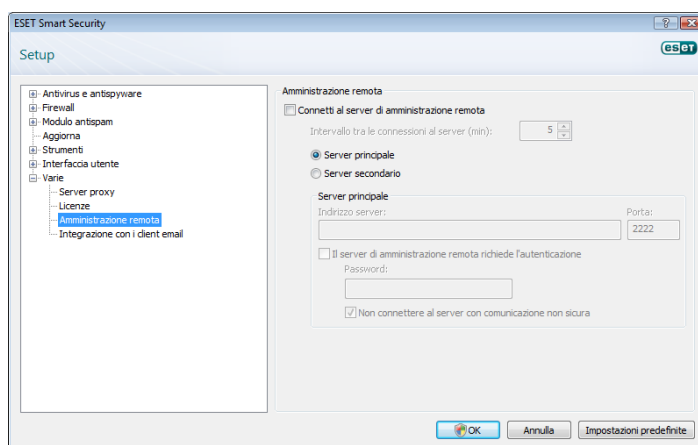 ESET Smart Security
Setup
eset
Antivirus e antispyware
Firewall
Modulo antispam
Aggiorna
Strumenti
Interfaccia utente
Varie
Server proxy
Licenze
Amministrazione remota
Integrazione con i client email
Amministrazione remota
Connetti al server di amministrazione remota
Intervallo tra le connessioni al server (min):
5
Server principale
Server secondario
Server principale
Indirizzo server: Porta:
2222
Il server di amministrazione remota richiede l'autenticazione
Password:
Non connettere al server con comunicazione non sicura
OK Annulla Impostazioni predefinite